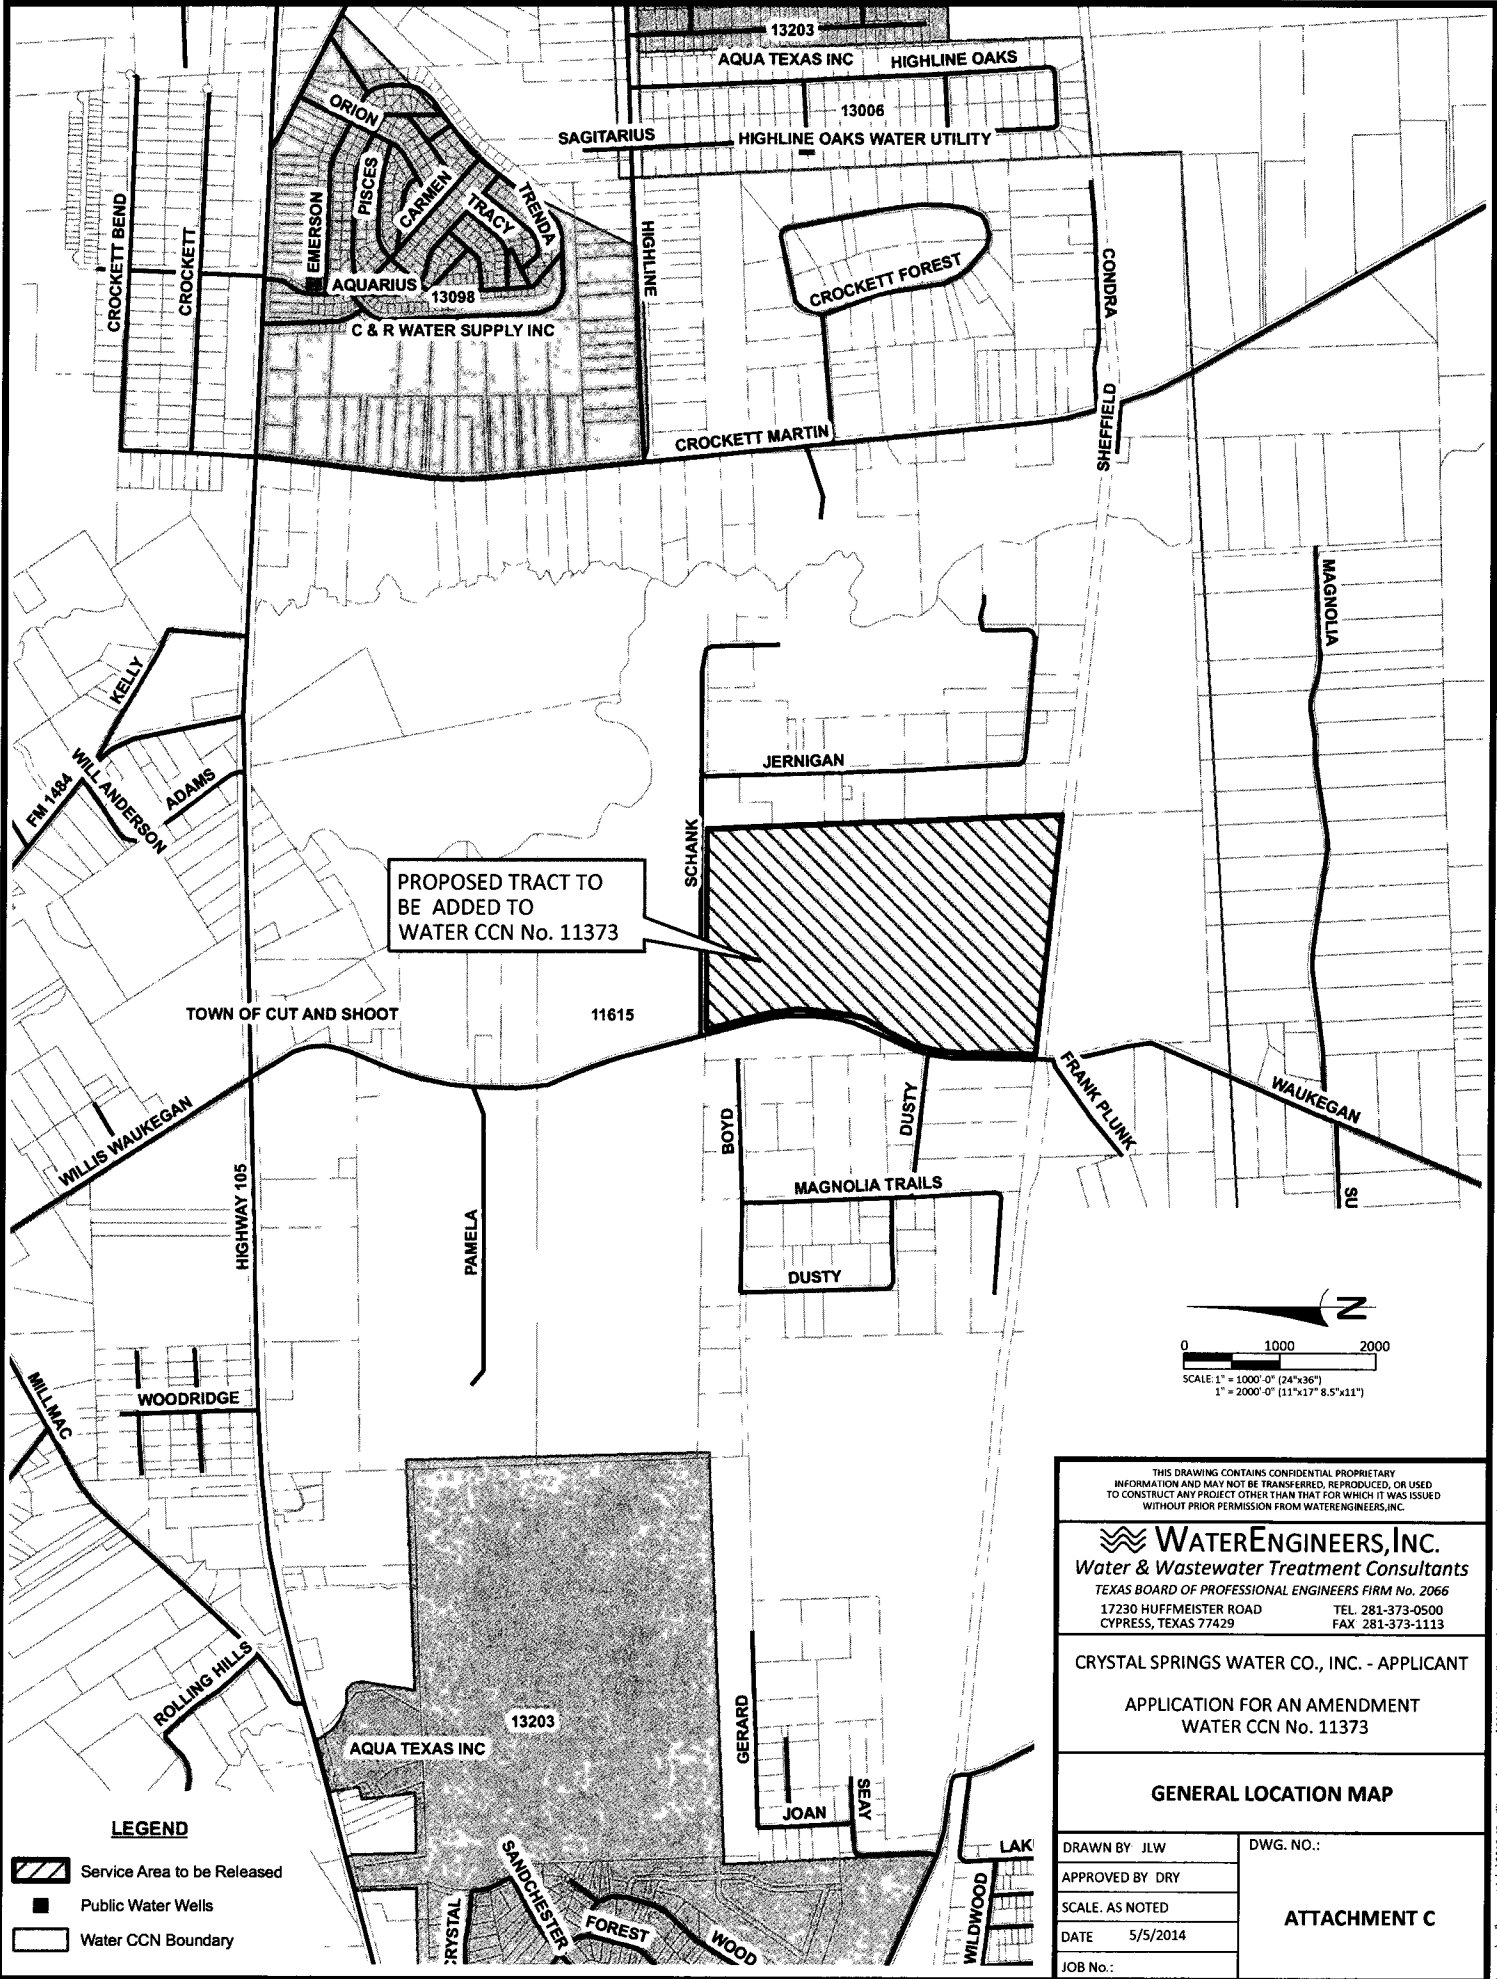 13203
AQUA TEXAS INC
HIGHLINE OAKS
13006
SAGITARIUS
HIGHLINE OAKS WATER UTILITY
ORION
PISCES
CARMEN
TRACY
TRENDA
EMERSON
CROCKETT BEND
CROCKETT
AQUARIUS
13098
C & R WATER SUPPLY INC
HIGHLINE
CROCKETT FOREST
CONDRA
SHEFFIELD
CROCKETT MARTIN
MAGNOLIA
KELLY
WILL ANDERSON
ADAMS
FM 1484
JERNIGAN
SCHANK
PROPOSED TRACT TO
BE ADDED TO
WATER CCN No. 11373
TOWN OF CUT AND SHOOT
11615
WILLIS WAUKEGAN
HIGHWAY 105
PAMELA
BOYD
DUSTY
FRANK PLUNK
WAUKEGAN
MAGNOLIA TRAILS
SU
DUSTY
N
0 1000 2000
SCALE: 1" = 1000'-0" (24"x36")
1" = 2000'-0" (11"x17" 8.5"x11")
MILLMAC
WOODRIDGE
ROLLING HILLS
13203
AQUA TEXAS INC
GERARD
JOAN
SEAY
LAK
WILDWOOD
CRYSTAL
SANDCHESTER
FOREST
WOOD
LEGEND
Service Area to be Released
Public Water Wells
Water CCN Boundary
THIS DRAWING CONTAINS CONFIDENTIAL PROPRIETARY
INFORMATION AND MAY NOT BE TRANSFERRED, REPRODUCED, OR USED
TO CONSTRUCT ANY PROJECT OTHER THAN THAT FOR WHICH IT WAS ISSUED
WITHOUT PRIOR PERMISSION FROM WATERENGINEERS,INC.
WATERENGINEERS,INC.
Water & Wastewater Treatment Consultants
TEXAS BOARD OF PROFESSIONAL ENGINEERS FIRM No. 2066
17230 HUFFMEISTER ROAD TEL. 281-373-0500
CYPRESS, TEXAS 77429 FAX 281-373-1113
CRYSTAL SPRINGS WATER CO., INC. - APPLICANT
APPLICATION FOR AN AMENDMENT
WATER CCN No. 11373
GENERAL LOCATION MAP
DRAWN BY JLW
DWG. NO.:
APPROVED BY DRY
SCALE. AS NOTED
DATE 5/5/2014
JOB No.:
ATTACHMENT C